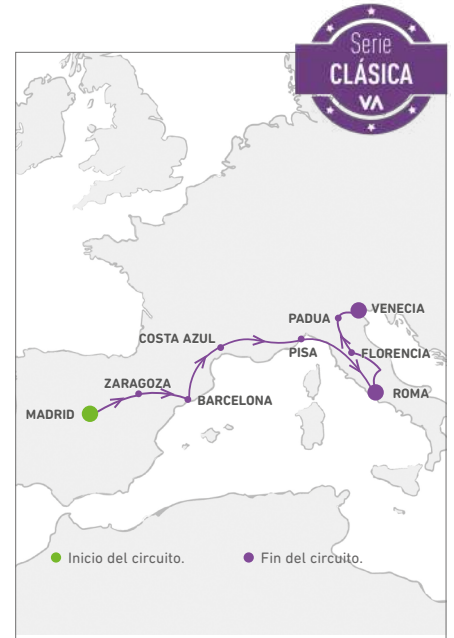 Serie
CLÁSICA
VA
VENECIA
PADUA
COSTA AZUL
PISA
FLORENCIA
ZARAGOZA
BARCELONA
ROMA
MADRID
Inicio del circuito.
Fin del circuito.